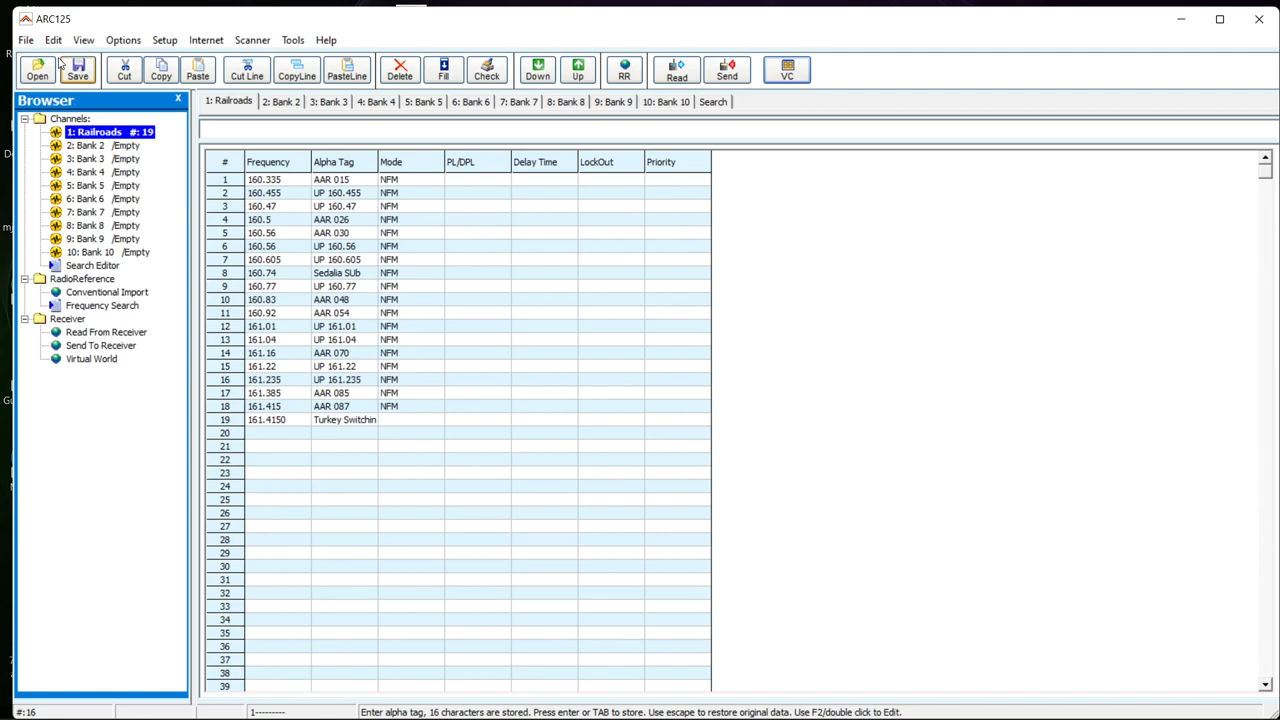 ARC125
File Edit View Options Setup Internet Scanner Tools Help
Open Save Cut Copy Paste Cut Line CopyLine PasteLine Delete Fill Check Down Up RR Read Send VC
Browser X
1: Railroads 2: Bank 2 3: Bank 3 4: Bank 4 5: Bank 5 6: Bank 6 7: Bank 7 8: Bank 8 9: Bank 9 10: Bank 10 Search
Channels:
1: Railroads #: 19
2: Bank 2 /Empty
3: Bank 3 /Empty
4: Bank 4 /Empty
5: Bank 5 /Empty
6: Bank 6 /Empty
7: Bank 7 /Empty
8: Bank 8 /Empty
9: Bank 9 /Empty
10: Bank 10 /Empty
Search Editor
RadioReference
Conventional Import
Frequency Search
Receiver
Read From Receiver
Send To Receiver
Virtual World
# Frequency Alpha Tag Mode PL/DPL Delay Time LockOut Priority
1 160.335 AAR 015 NFM
2 160.455 UP 160.455 NFM
3 160.47 UP 160.47 NFM
4 160.5 AAR 026 NFM
5 160.56 AAR 030 NFM
6 160.56 UP 160.56 NFM
7 160.605 UP 160.605 NFM
8 160.74 Sedalia SUb NFM
9 160.77 UP 160.77 NFM
10 160.83 AAR 048 NFM
11 160.92 AAR 054 NFM
12 161.01 UP 161.01 NFM
13 161.04 UP 161.04 NFM
14 161.16 AAR 070 NFM
15 161.22 UP 161.22 NFM
16 161.235 UP 161.235 NFM
17 161.385 AAR 085 NFM
18 161.415 AAR 087 NFM
19 161.4150 Turkey Switchin
20
21
22
23
24
25
26
27
28
29
30
31
32
33
34
35
36
37
38
39
#:16 1--------- Enter alpha tag, 16 characters are stored. Press enter or TAB to store. Use escape to restore original data. Use F2/double click to Edit.